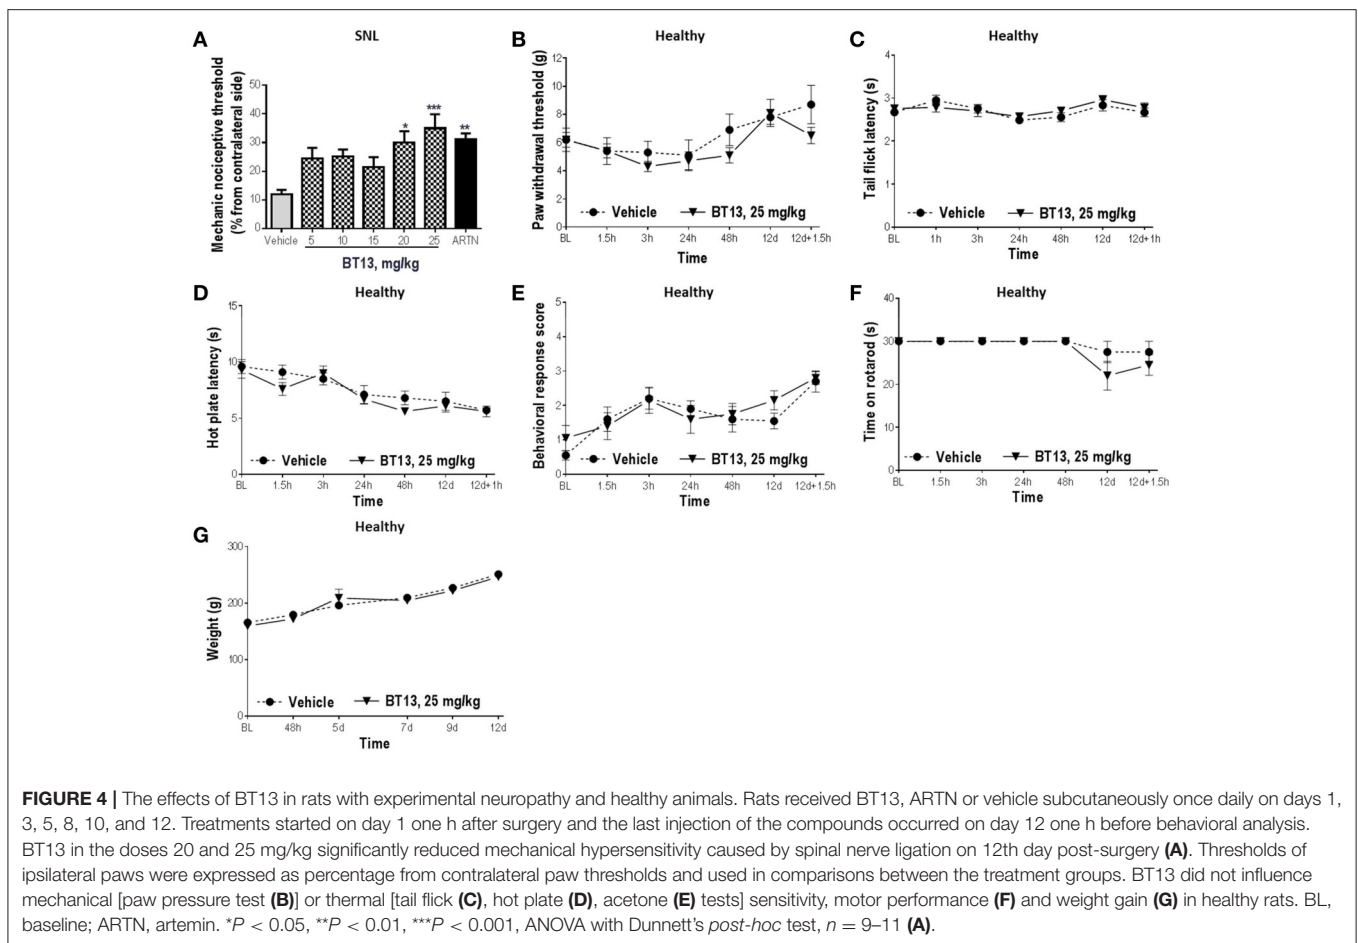 A
SNL
Mechanic nociceptive threshold
(% from contralateral side)
50
40
30
20
10
0
*
***
**
Vehicle 5 10 15 20 25 ARTN
BT13, mg/kg
B
Healthy
Paw withdrawal threshold (g)
12
10
8
6
4
2
0
Vehicle BT13, 25 mg/kg
BL 1.5h 3h 24h 48h 12d 12d+1.5h
Time
C
Healthy
Tail flick latency (s)
4
3
2
1
0
Vehicle BT13, 25 mg/kg
BL 1h 3h 24h 48h 12d 12d+1h
Time
D
Healthy
Hot plate latency (s)
15
10
5
0
Vehicle BT13, 25 mg/kg
BL 1.5h 3h 24h 48h 12d 12d+1h
Time
E
Healthy
Behavioral response score
5
4
3
2
1
0
Vehicle BT13, 25 mg/kg
BL 1.5h 3h 24h 48h 12d 12d+1.5h
Time
F
Healthy
Time on rotarod (s)
40
30
20
10
0
Vehicle BT13, 25 mg/kg
BL 1.5h 3h 24h 48h 12d 12d+1.5h
Time
G
Healthy
Weight (g)
300
200
100
0
Vehicle BT13, 25 mg/kg
BL 48h 5d 7d 9d 12d
Time
FIGURE 4 | The effects of BT13 in rats with experimental neuropathy and healthy animals. Rats received BT13, ARTN or vehicle subcutaneously once daily on days 1,
3, 5, 8, 10, and 12. Treatments started on day 1 one h after surgery and the last injection of the compounds occurred on day 12 one h before behavioral analysis.
BT13 in the doses 20 and 25 mg/kg significantly reduced mechanical hypersensitivity caused by spinal nerve ligation on 12th day post-surgery (A). Thresholds of
ipsilateral paws were expressed as percentage from contralateral paw thresholds and used in comparisons between the treatment groups. BT13 did not influence
mechanical [paw pressure test (B)] or thermal [tail flick (C), hot plate (D), acetone (E) tests] sensitivity, motor performance (F) and weight gain (G) in healthy rats. BL,
baseline; ARTN, artemin. *P < 0.05, **P < 0.01, ***P < 0.001, ANOVA with Dunnett's post-hoc test, n = 9–11 (A).